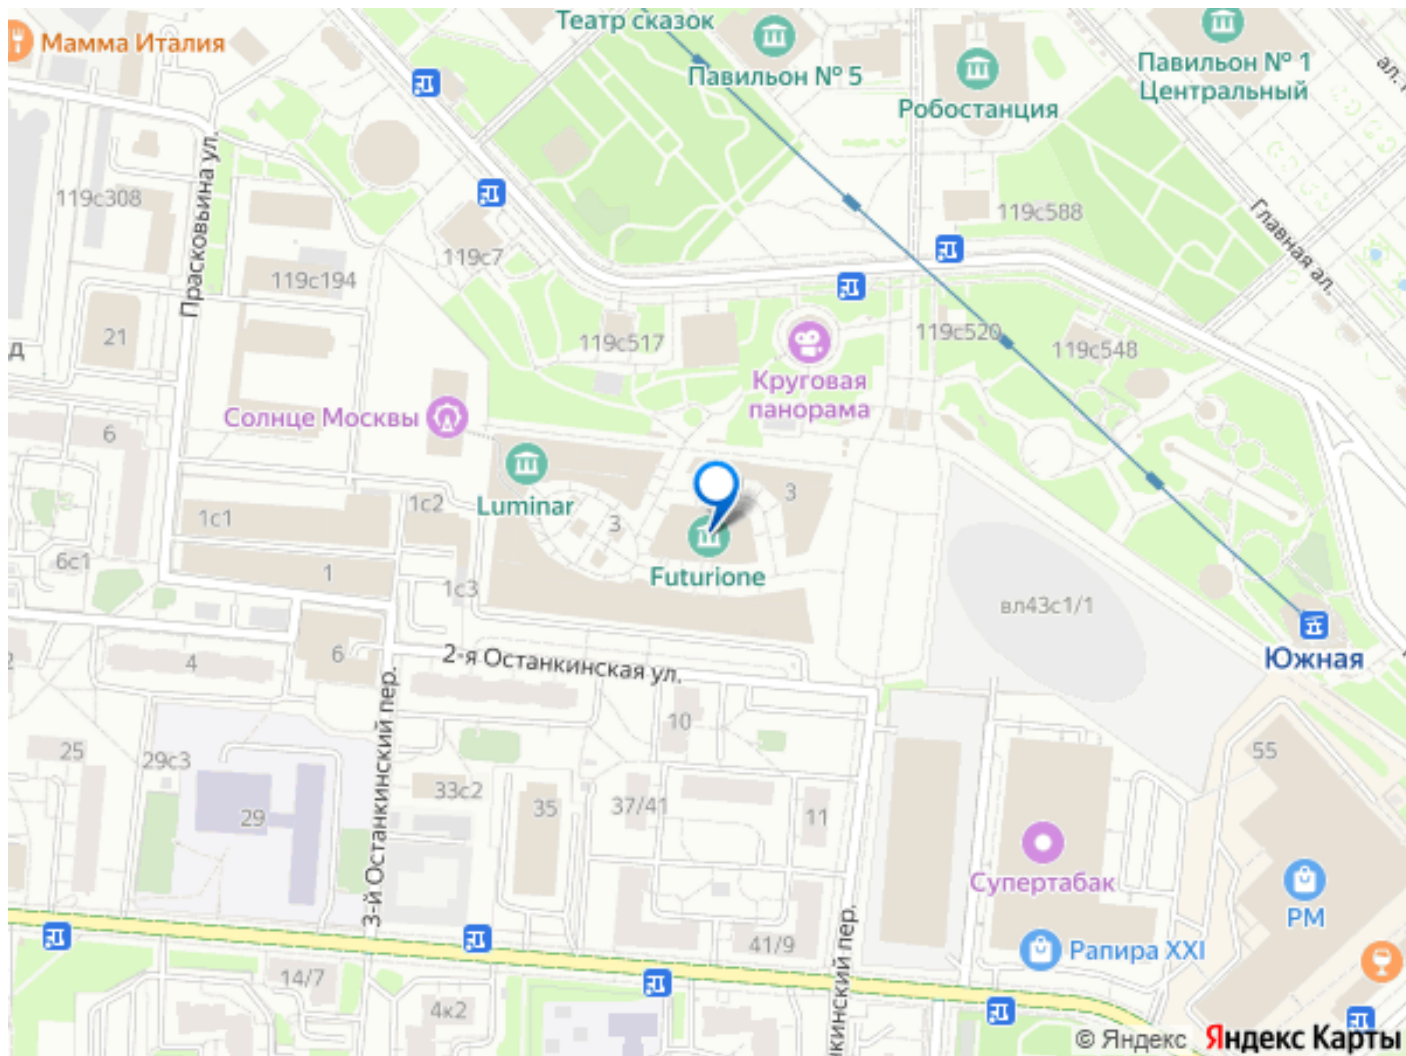 Театр сказок
Мамма Италия
Павильон № 5
Павильон № 1
Центральный
ал.
Робостанция
Прасковьина ул.
119с308
119с588
Главная ал.
119с7
119с194
21
д
119с517
119с520
119с548
Круговая
панорама
Солнце Москвы
6
Luminar
3
1с2
1с1
3
Futurione
6с1
1
1с3
вл43с1/1
Южная
4
6
2-я Останкинская ул.
10
3-й Останкинский пер.
25
29с3
55
33с2
35
37/41
11
29
Супертабак
РМ
41/9
кинский пер.
Рапира XXI
14/7
4к2
© Яндекс Яндекс Карты